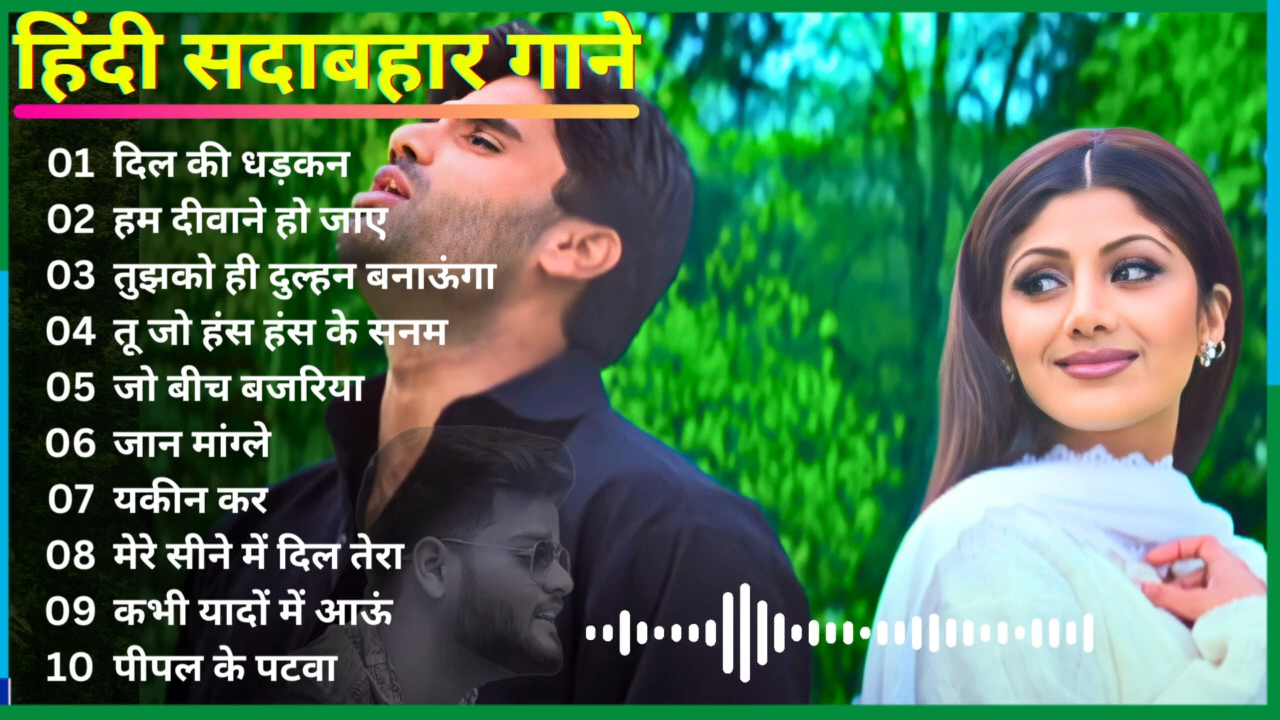 हिंदी सदाबहार गाने
01 दिल की धड़कन
02 हम दीवाने हो जाए
03 तुझको ही दुल्हन बनाऊंगा
04 तू जो हंस हंस के सनम
05 जो बीच बजरिया
06 जान मांग्ले
07 यकीन कर
08 मेरे सीने में दिल तेरा
09 कभी यादों में आऊं
10 पीपल के पटवा